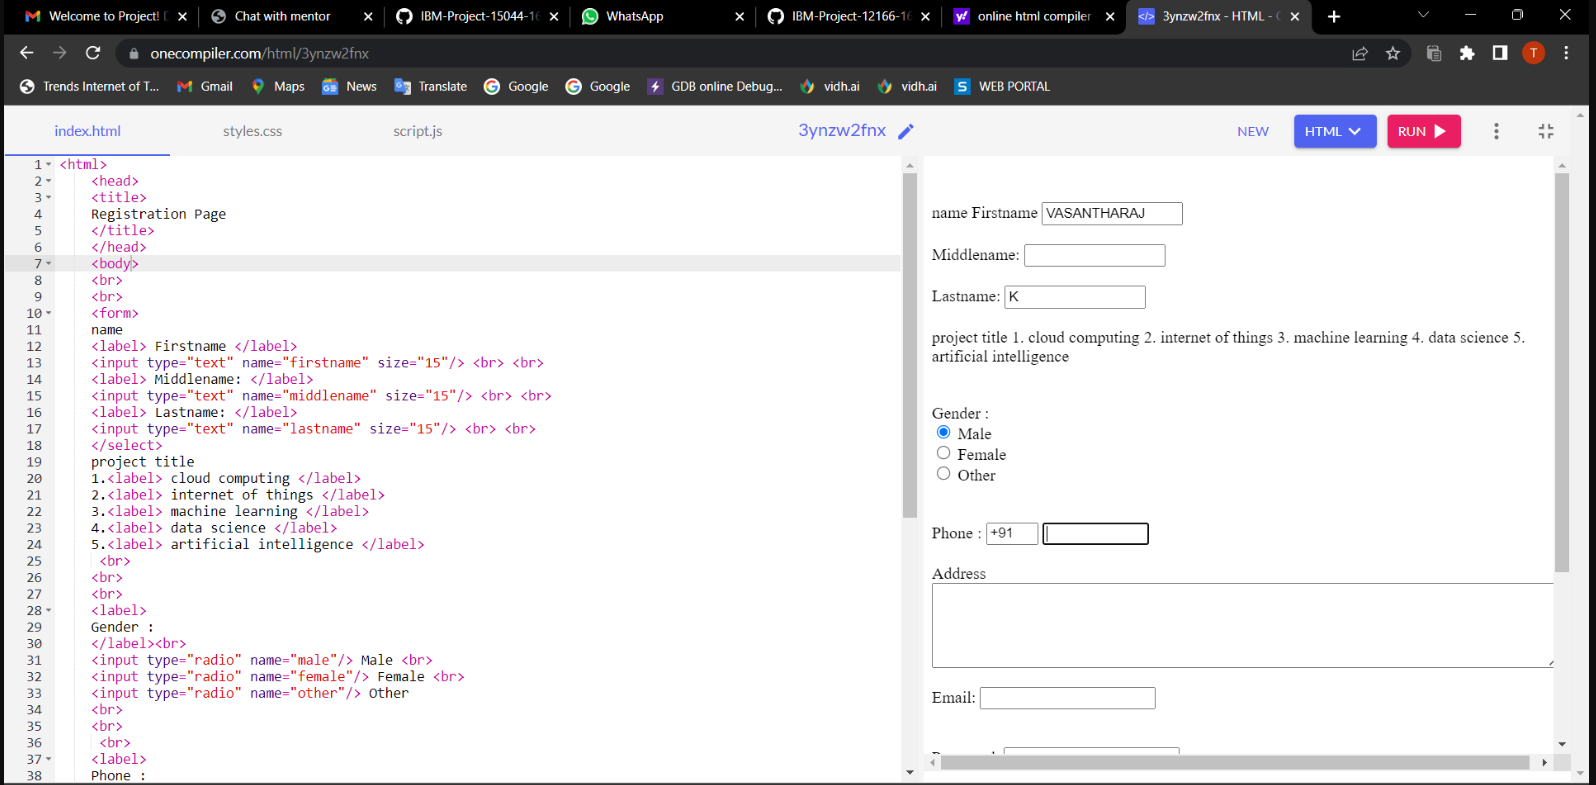 Welcome to Project!
Chat with mentor
IBM-Project-15044-16
WhatsApp
IBM-Project-12166-16
online html compiler
3ynzw2fnx - HTML -
onecompiler.com/html/3ynzw2fnx
T
Trends Internet of T...
Gmail
Maps
News
Translate
Google
Google
GDB online Debug...
vidh.ai
vidh.ai
WEB PORTAL
index.html
styles.css
script.js
3ynzw2fnx
NEW
HTML
RUN
1 <html>
2 <head>
3 <title>
4 Registration Page
5 </title>
6 </head>
7 <body>
8 <br>
9 <br>
10 <form>
11 name
12 <label> Firstname </label>
13 <input type="text" name="firstname" size="15"/> <br> <br>
14 <label> Middlename: </label>
15 <input type="text" name="middlename" size="15"/> <br> <br>
16 <label> Lastname: </label>
17 <input type="text" name="lastname" size="15"/> <br> <br>
18 </select>
19 project title
20 1.<label> cloud computing </label>
21 2.<label> internet of things </label>
22 3.<label> machine learning </label>
23 4.<label> data science </label>
24 5.<label> artificial intelligence </label>
25 <br>
26 <br>
27 <br>
28 <label>
29 Gender :
30 </label><br>
31 <input type="radio" name="male"/> Male <br>
32 <input type="radio" name="female"/> Female <br>
33 <input type="radio" name="other"/> Other
34 <br>
35 <br>
36 <br>
37 <label>
38 Phone :
name Firstname VASANTHARAJ
Middlename:
Lastname: K
project title 1. cloud computing 2. internet of things 3. machine learning 4. data science 5.
artificial intelligence
Gender :
Male
Female
Other
Phone : +91
Address
Email: